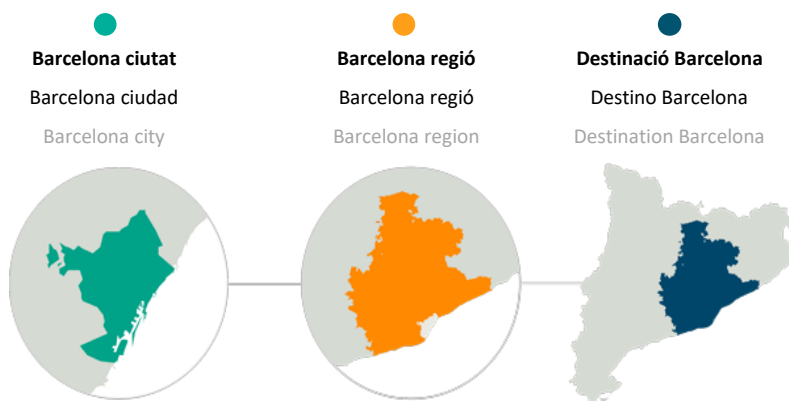 Barcelona ciutat
Barcelona ciudad
Barcelona city
Barcelona regió
Barcelona regió
Barcelona region
Destinació Barcelona
Destino Barcelona
Destination Barcelona